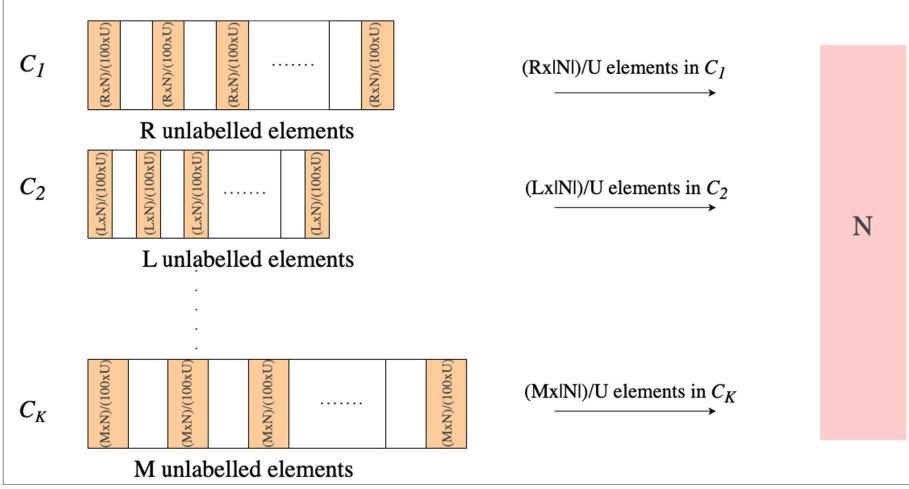 C1
(RxN)/(100xU) (RxN)/(100xU) (RxN)/(100xU) ....... (RxN)/(100xU)
(Rx|N|)/U elements in C1
R unlabelled elements
C2
(LxN)/(100xU) (LxN)/(100xU) (LxN)/(100xU) ....... (LxN)/(100xU)
(Lx|N|)/U elements in C2
L unlabelled elements
N
CK
(MxN)/(100xU) (MxN)/(100xU) (MxN)/(100xU) ....... (MxN)/(100xU)
(Mx|N|)/U elements in CK
M unlabelled elements